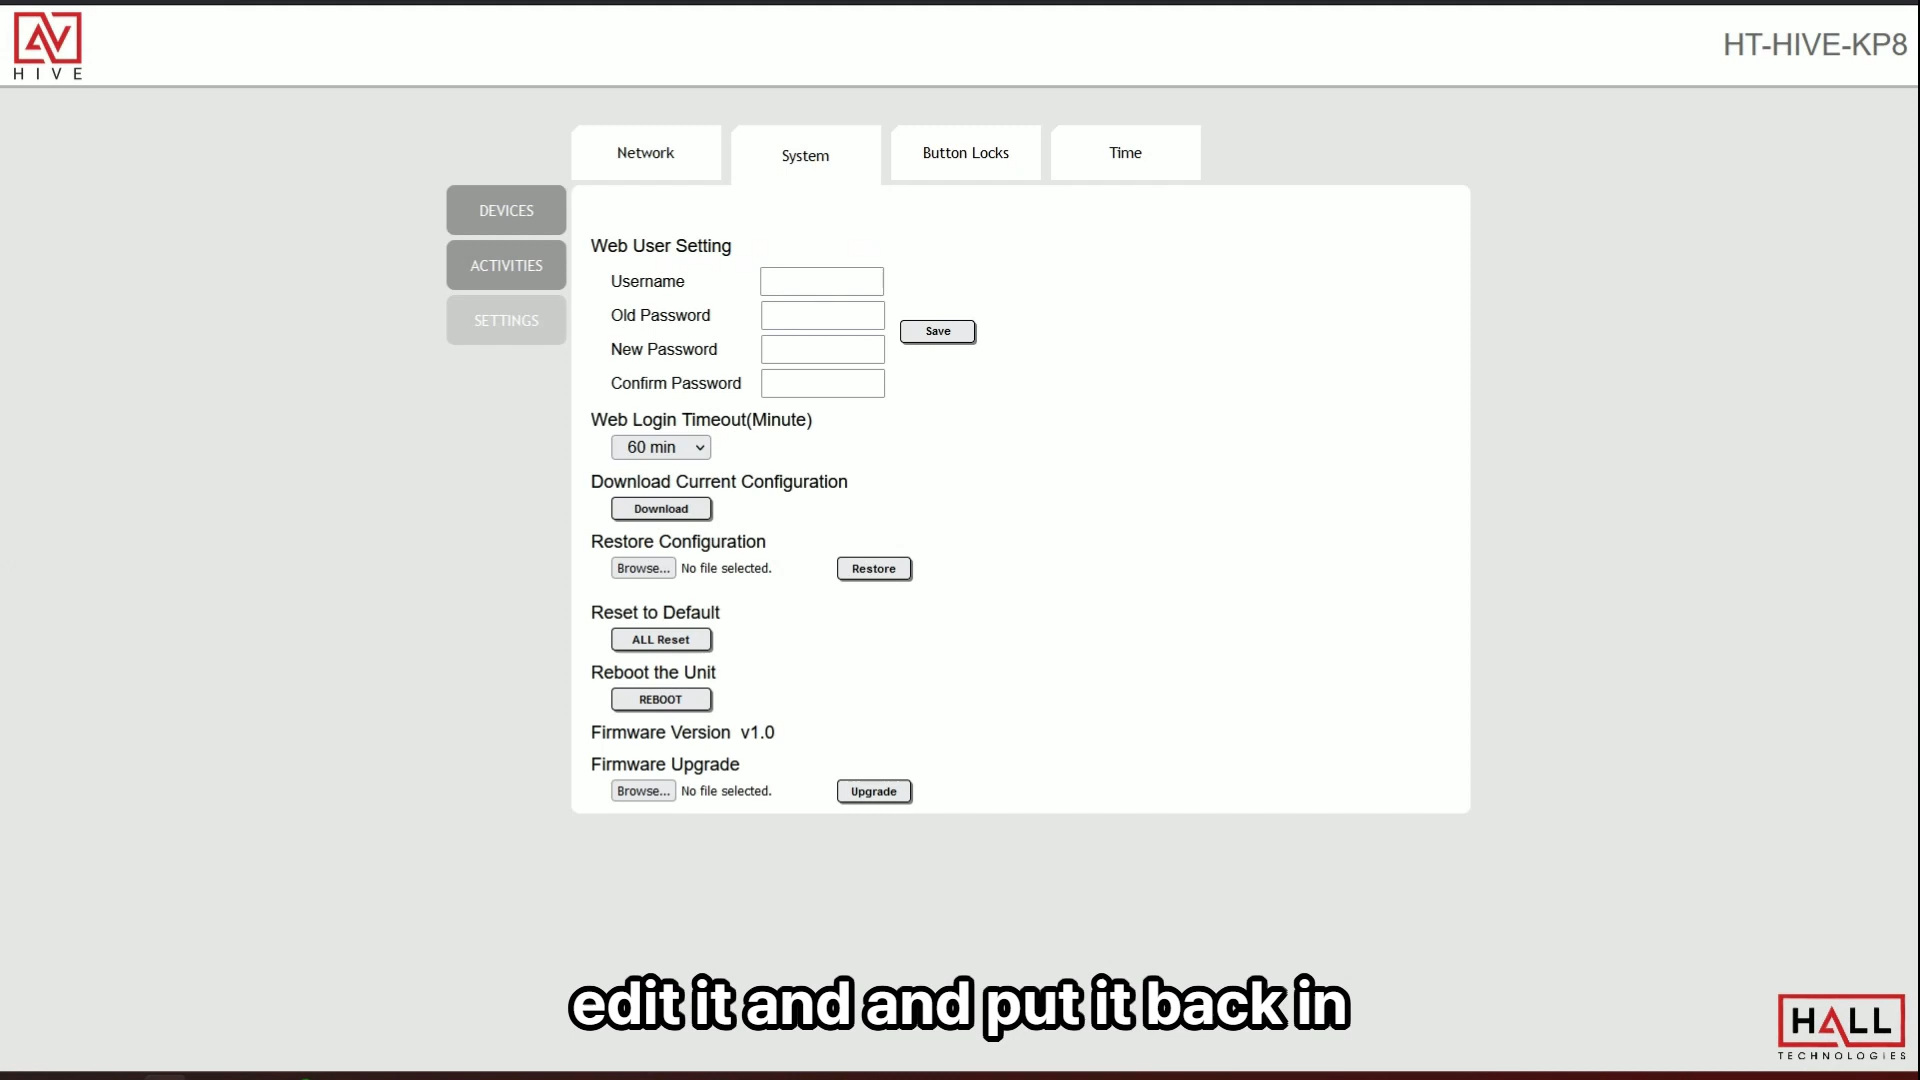 AV
HIVE
HT-HIVE-KP8
Network
System
Button Locks
Time
DEVICES
ACTIVITIES
SETTINGS
Web User Setting
Username
Old Password
New Password
Confirm Password
Save
Web Login Timeout(Minute)
60 min
Download Current Configuration
Download
Restore Configuration
Browse... No file selected. Restore
Reset to Default
ALL Reset
Reboot the Unit
REBOOT
Firmware Version v1.0
Firmware Upgrade
Browse... No file selected. Upgrade
edit it and and put it back in
HALL
TECHNOLOGIES